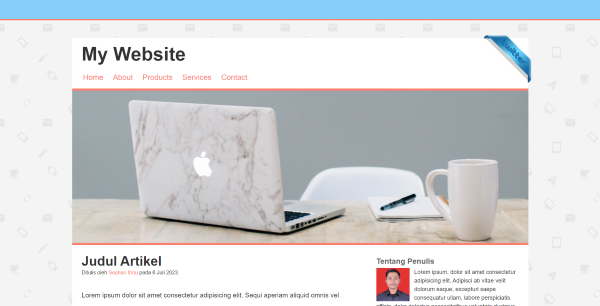 My Website
twitter
Home About Products Services Contact
Judul Artikel
Ditulis oleh Septian Ibnu pada 6 Juli 2023
Lorem ipsum dolor sit amet consectetur adipisicing elit. Sequi aperiam aliquid omnis vel
Tentang Penulis
Lorem ipsum, dolor sit amet consectetur
adipisicing elit. Adipisci ab vitae velit
dolorum eaque, excepturi saepe
consequatur ullam, labore perspiciatis